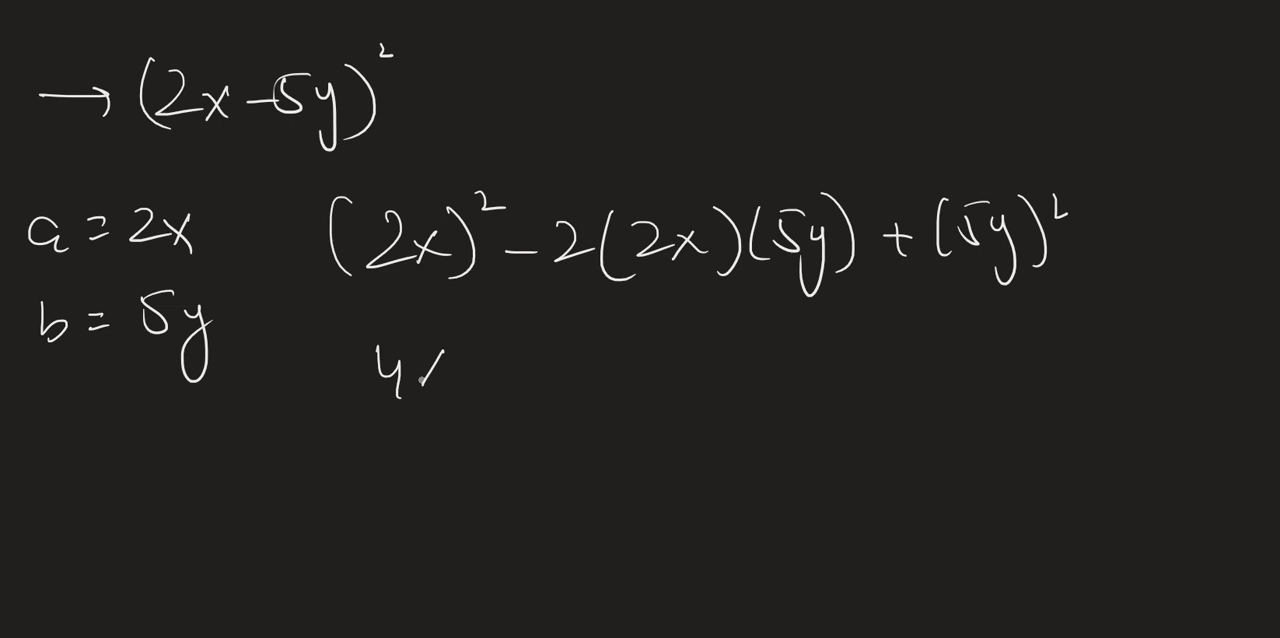 → (2x-5y)²
a = 2x
(2x)² - 2(2x)(5y) + (5y)²
b = 5y
4